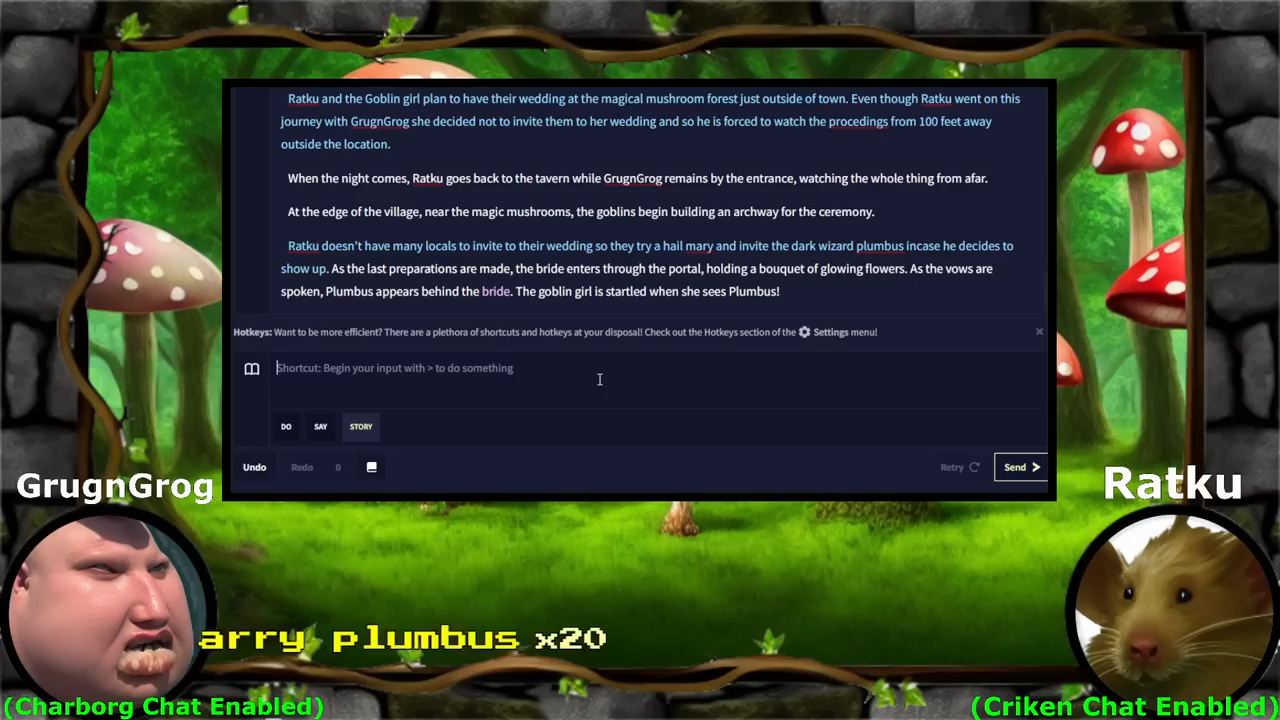 Ratku and the Goblin girl plan to have their wedding at the magical mushroom forest just outside of town. Even though Ratku went on this
journey with GrugnGrog she decided not to invite them to her wedding and so he is forced to watch the procedings from 100 feet away
outside the location.
When the night comes, Ratku goes back to the tavern while GrugnGrog remains by the entrance, watching the whole thing from afar.
At the edge of the village, near the magic mushrooms, the goblins begin building an archway for the ceremony.
Ratku doesn't have many locals to invite to their wedding so they try a hail mary and invite the dark wizard plumbus incase he decides to
show up. As the last preparations are made, the bride enters through the portal, holding a bouquet of glowing flowers. As the vows are
spoken, Plumbus appears behind the bride. The goblin girl is startled when she sees Plumbus!
Hotkeys: Want to be more efficient? There are a plethora of shortcuts and hotkeys at your disposal! Check out the Hotkeys section of the Settings menu!
Shortcut: Begin your input with > to do something
DO SAY STORY
Undo Redo 0 Retry Send
GrugnGrog
Ratku
arry plumbus x20
(Charborg Chat Enabled)
(Criken Chat Enabled)